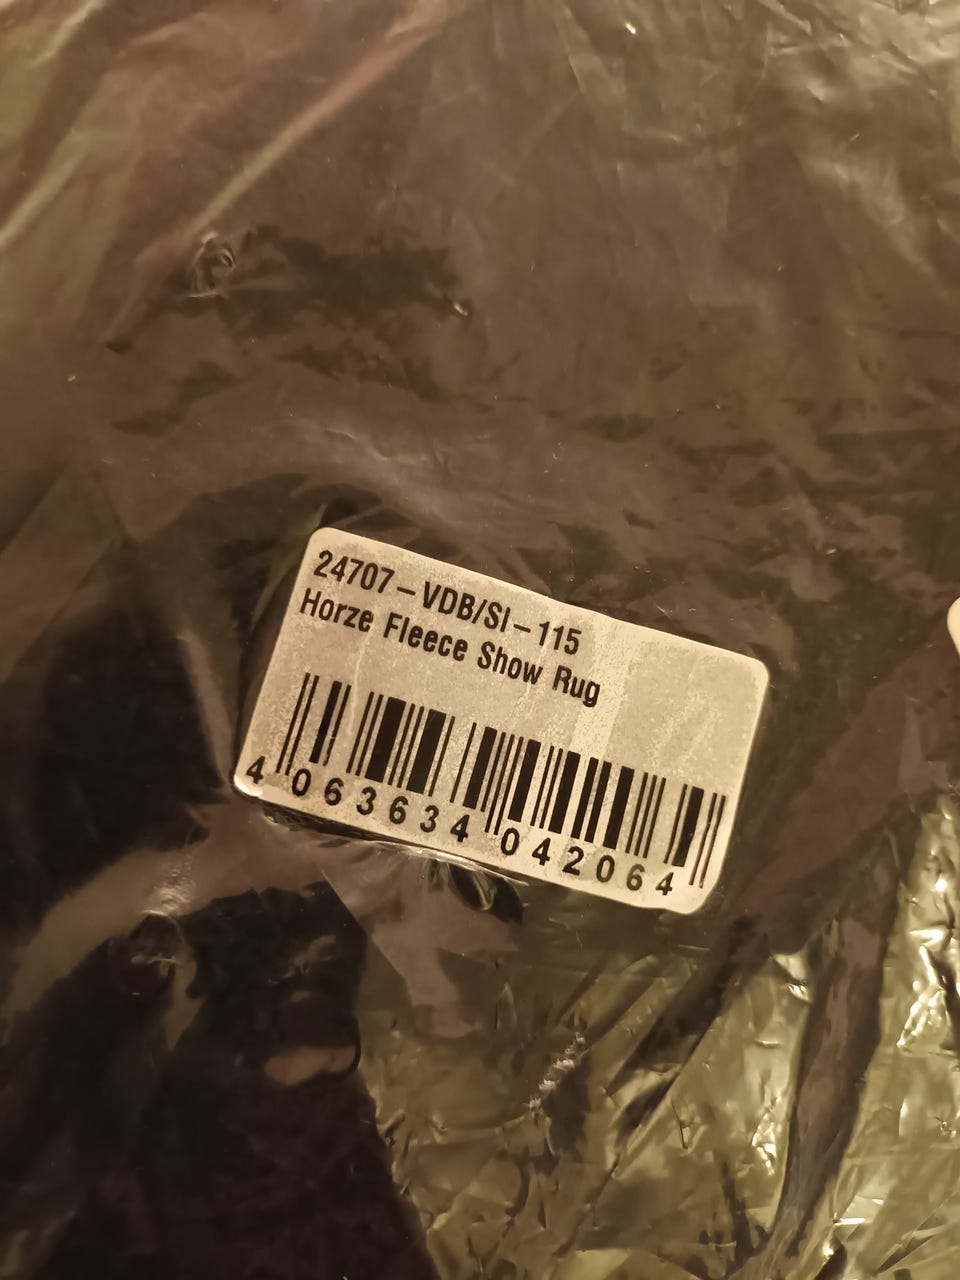 24707-VDB/SI-115
Horze Fleece Show Rug
4 063634 042064